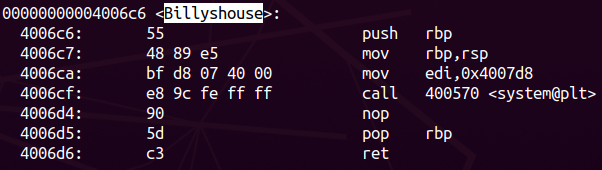 00000000004006c6 <Billyshouse>:
4006c6: 55 push rbp
4006c7: 48 89 e5 mov rbp,rsp
4006ca: bf d8 07 40 00 mov edi,0x4007d8
4006cf: e8 9c fe ff ff call 400570 <system@plt>
4006d4: 90 nop
4006d5: 5d pop rbp
4006d6: c3 ret